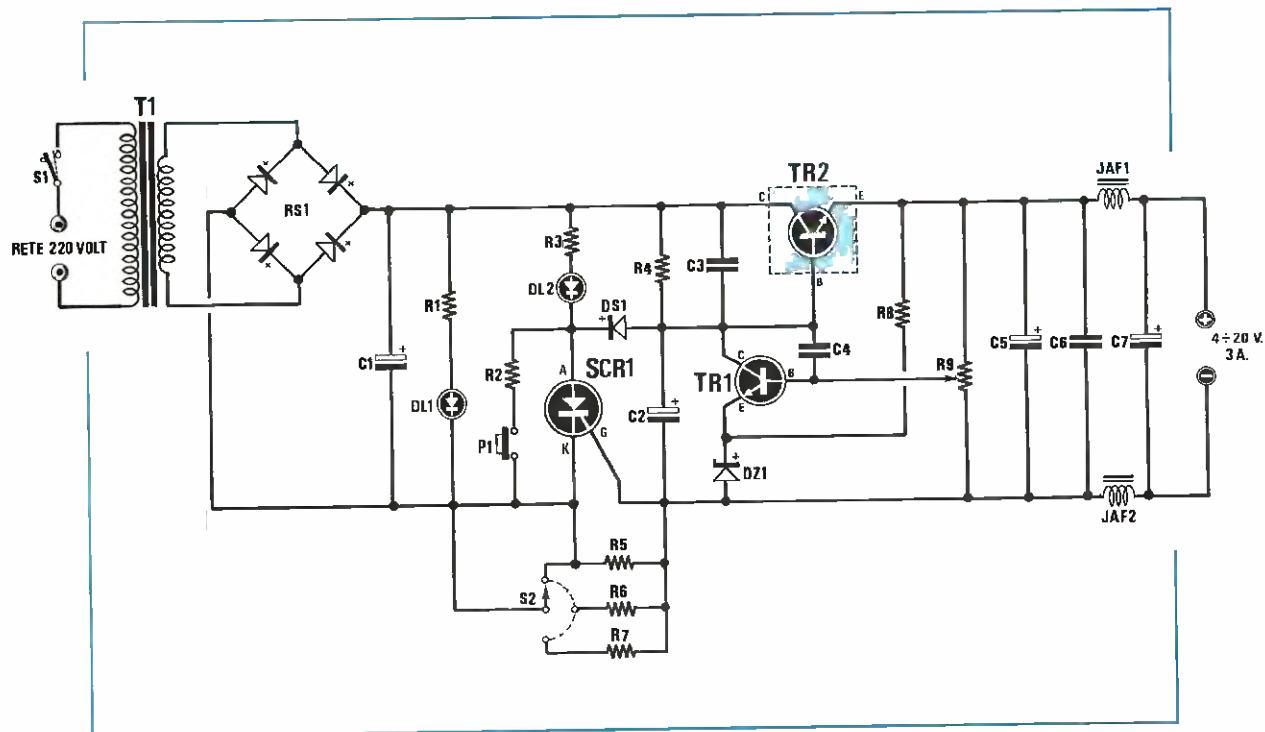 T1
S1
RETE 220 VOLT
RS1
C1
+
R1
DL1
R3
DL2
R2
P1
A
SCR1
K
G
DS1
+
R4
C2
+
C3
TR2
C
E
B
C4
TR1
C
B
E
DZ1
+
R8
R9
C5
+
C6
C7
+
JAF1
JAF2
4÷20 V.
3A.
S2
R5
R6
R7